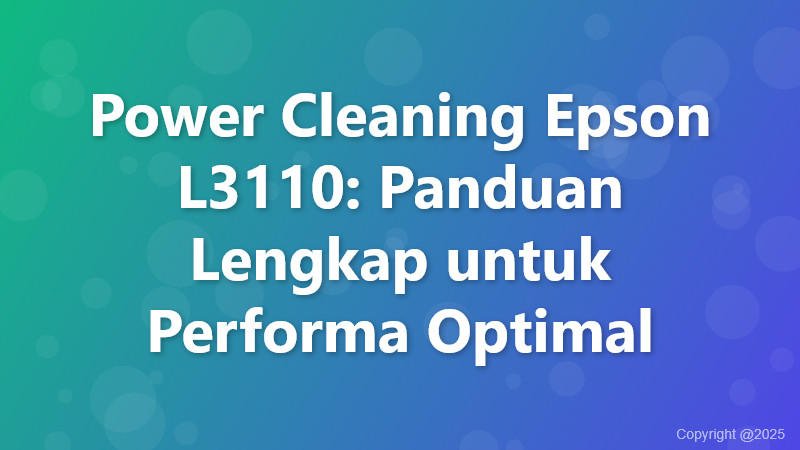 Power Cleaning Epson
L3110: Panduan
Lengkap untuk
Performa Optimal
Copyright @2025